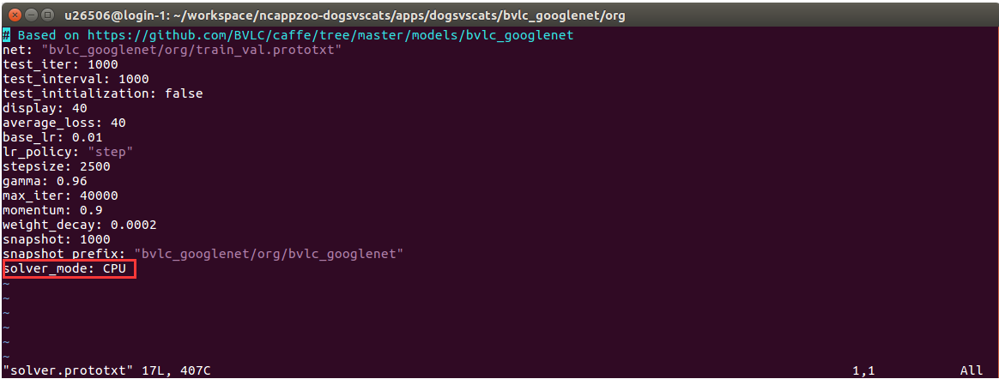 u26506@login-1: ~/workspace/ncappzoo-dogsvscats/apps/dogsvscats/bvlc_googlenet/org
# Based on https://github.com/BVLC/caffe/tree/master/models/bvlc_googlenet
net: "bvlc_googlenet/org/train_val.prototxt"
test_iter: 1000
test_interval: 1000
test_initialization: false
display: 40
average_loss: 40
base_lr: 0.01
lr_policy: "step"
stepsize: 2500
gamma: 0.96
max_iter: 40000
momentum: 0.9
weight_decay: 0.0002
snapshot: 1000
snapshot_prefix: "bvlc_googlenet/org/bvlc_googlenet"
solver_mode: CPU
~
~
~
~
~
~
"solver.prototxt" 17L, 407C 1,1 All